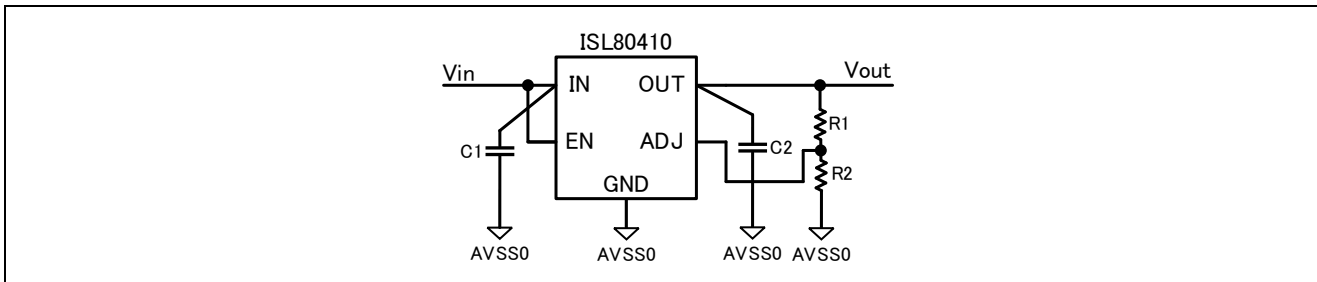 ISL80410
Vin
IN
OUT
Vout
R1
C1
EN
ADJ
C2
R2
GND
AVSS0
AVSS0
AVSS0
AVSS0